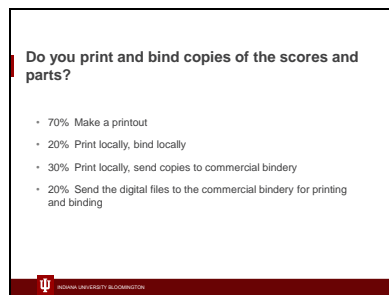 Do you print and bind copies of the scores and
parts?
• 70% Make a printout
• 20% Print locally, bind locally
• 30% Print locally, send copies to commercial bindery
• 20% Send the digital files to the commercial bindery for printing
and binding
INDIANA UNIVERSITY BLOOMINGTON